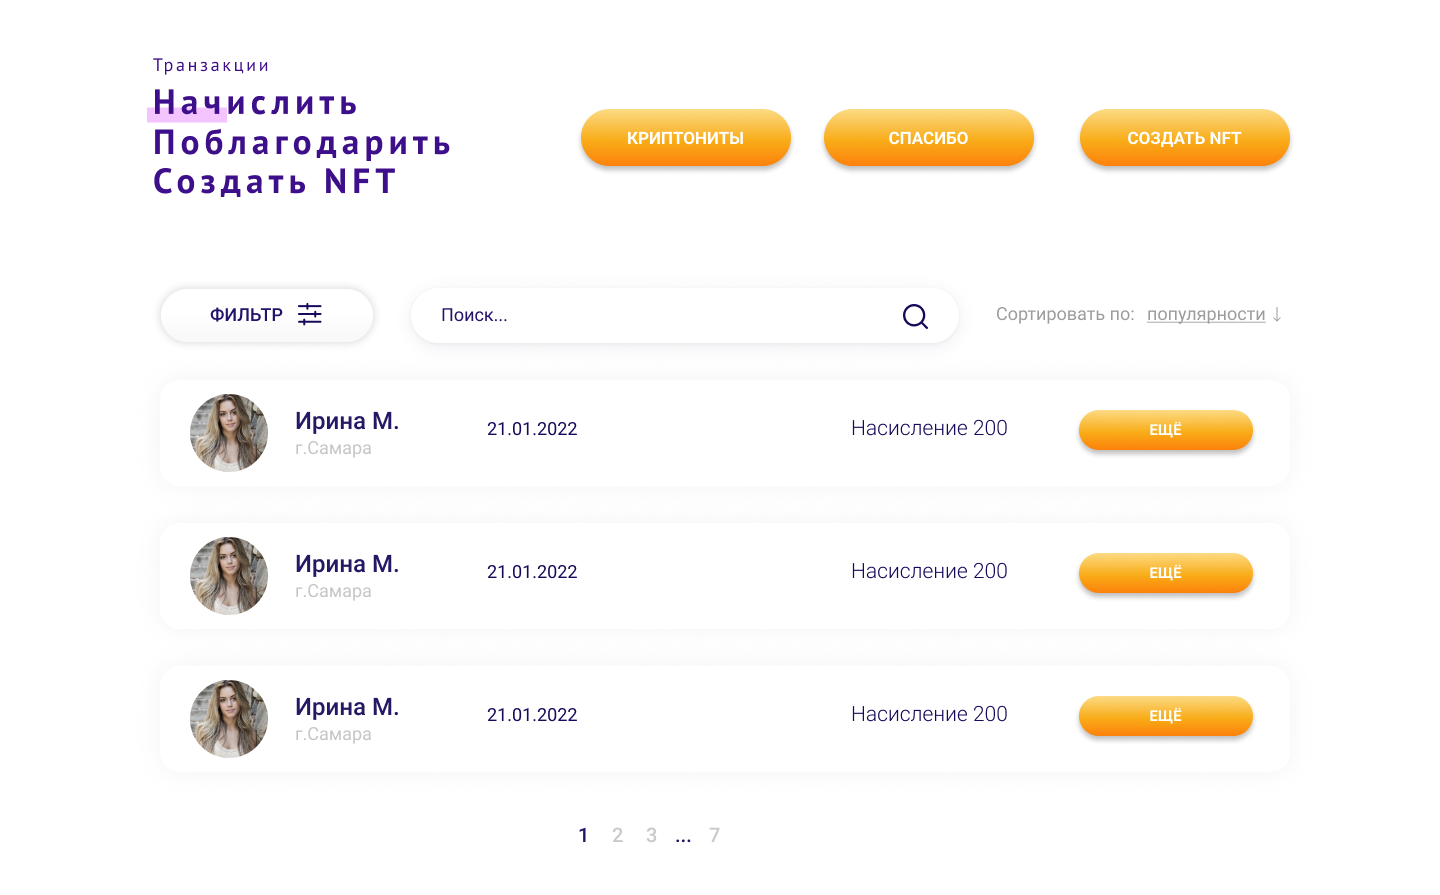 Транзакции
Начислить
Поблагодарить
Создать NFT
КРИПТОНИТЫ
СПАСИБО
СОЗДАТЬ NFT
ФИЛЬТР
Поиск...
Сортировать по: популярности ↓
Ирина М.
г.Самара
21.01.2022
Насисление 200
ЕЩЁ
Ирина М.
г.Самара
21.01.2022
Насисление 200
ЕЩЁ
Ирина М.
г.Самара
21.01.2022
Насисление 200
ЕЩЁ
1 2 3 ... 7